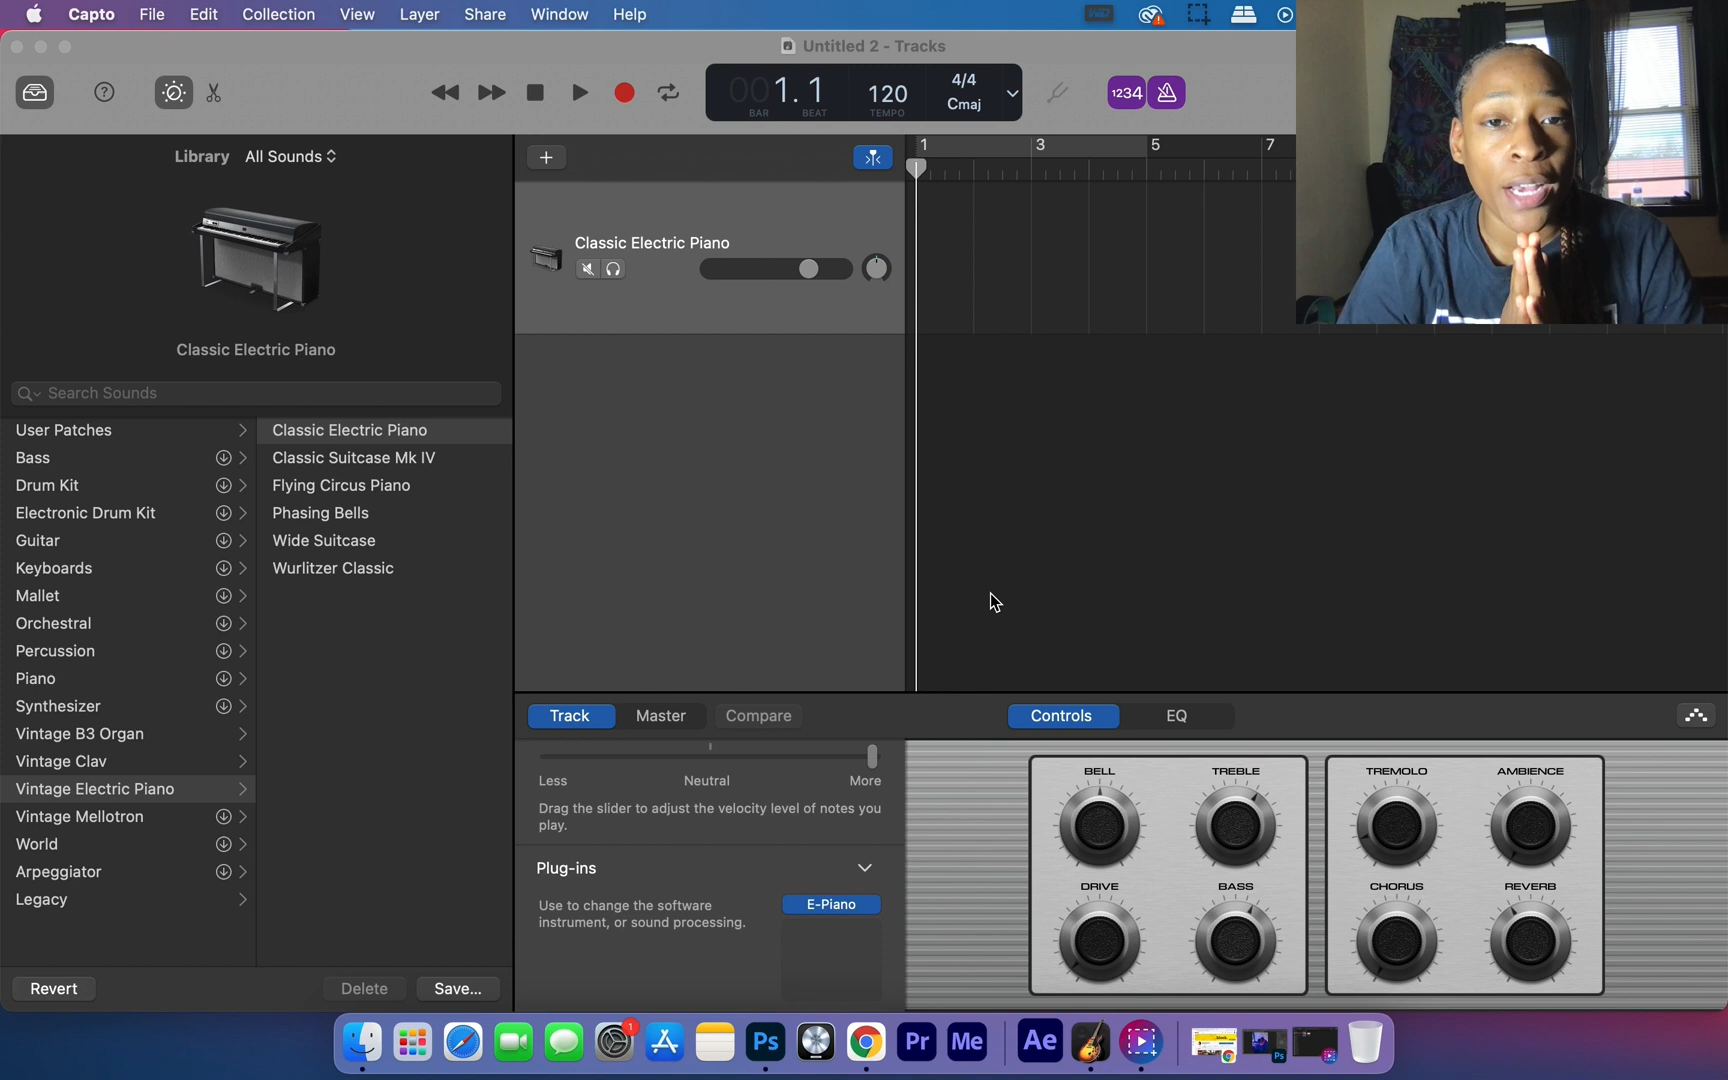 Capto File Edit Collection View Layer Share Window Help
Untitled 2 - Tracks
001. 1
BAR BEAT
120
TEMPO
4/4
Cmaj
1234
Library All Sounds
Classic Electric Piano
Search Sounds
User Patches
Bass
Drum Kit
Electronic Drum Kit
Guitar
Keyboards
Mallet
Orchestral
Percussion
Piano
Synthesizer
Vintage B3 Organ
Vintage Clav
Vintage Electric Piano
Vintage Mellotron
World
Arpeggiator
Legacy
Classic Electric Piano
Classic Suitcase Mk IV
Flying Circus Piano
Phasing Bells
Wide Suitcase
Wurlitzer Classic
Revert Delete Save...
1 3 5 7
Classic Electric Piano
Track Master Compare
Controls EQ
Less Neutral More
Drag the slider to adjust the velocity level of notes you
play.
Plug-ins
Use to change the software
instrument, or sound processing.
E-Piano
BELL TREBLE TREMOLO AMBIENCE
DRIVE BASS CHORUS REVERB
1
Ps Pr Me Ae
Ps